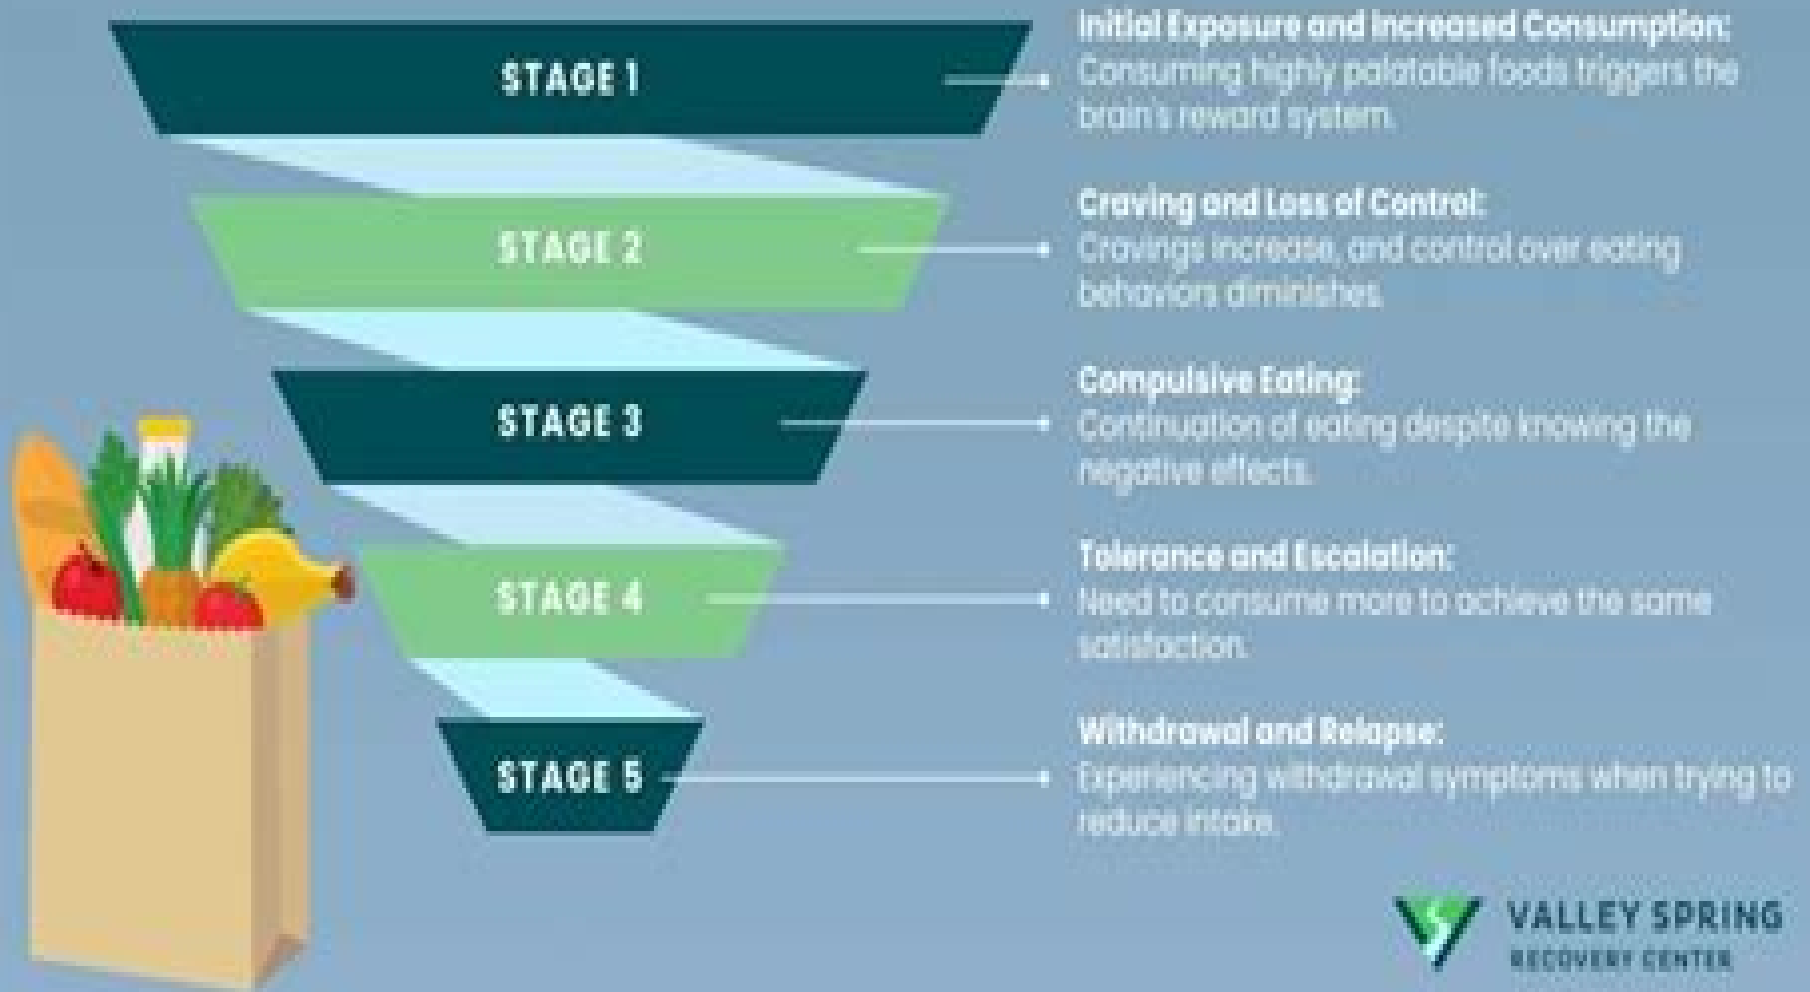 STAGE 1
Initial Exposure and Increased Consumption:
Consuming highly palatable foods triggers the
brain's reward system.
STAGE 2
Craving and Loss of Control:
Cravings increase, and control over eating
behaviors diminishes.
STAGE 3
Compulsive Eating:
Continuation of eating despite knowing the
negative effects.
STAGE 4
Tolerance and Escalation:
Need to consume more to achieve the same
satisfaction.
STAGE 5
Withdrawal and Relapse:
Experiencing withdrawal symptoms when trying to
reduce intake.
VALLEY SPRING
RECOVERY CENTER